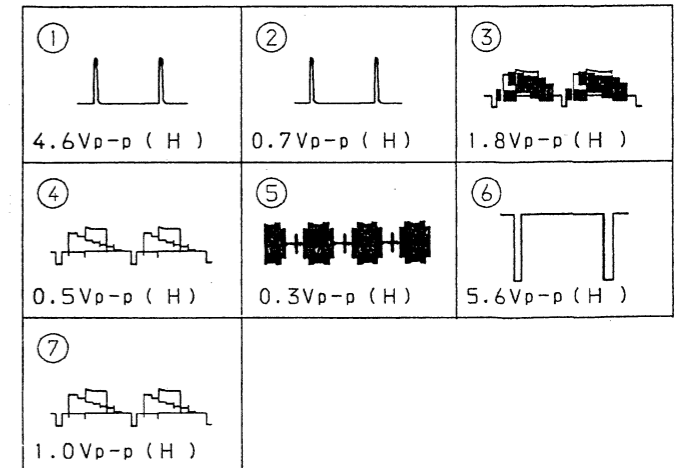 ① ② ③
4.6Vp-p ( H ) 0.7Vp-p ( H ) 1.8Vp-p ( H )
④ ⑤ ⑥
0.5Vp-p ( H ) 0.3Vp-p ( H ) 5.6Vp-p ( H )
⑦
1.0Vp-p ( H )